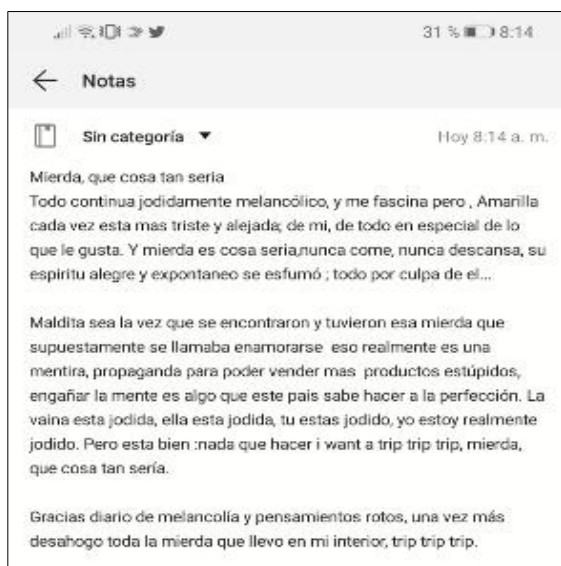 31 % 8:14
Notas
Sin categoría Hoy 8:14 a. m.
Mierda, que cosa tan seria
Todo continua jodidamente melancólico, y me fascina pero , Amarilla
cada vez esta mas triste y alejada; de mi, de todo en especial de lo
que le gusta. Y mierda es cosa seria,nunca come, nunca descansa, su
espiritu alegre y expontaneo se esfumó ; todo por culpa de el...
Maldita sea la vez que se encontraron y tuvieron esa mierda que
supuestamente se llamaba enamorarse eso realmente es una
mentira, propaganda para poder vender mas productos estúpidos,
engañar la mente es algo que este pais sabe hacer a la perfección. La
vaina esta jodida, ella esta jodida, tu estas jodido, yo estoy realmente
jodido. Pero esta bien :nada que hacer i want a trip trip trip, mierda,
que cosa tan sería.
Gracias diario de melancolía y pensamientos rotos, una vez más
desahogo toda la mierda que llevo en mi interior, trip trip trip.